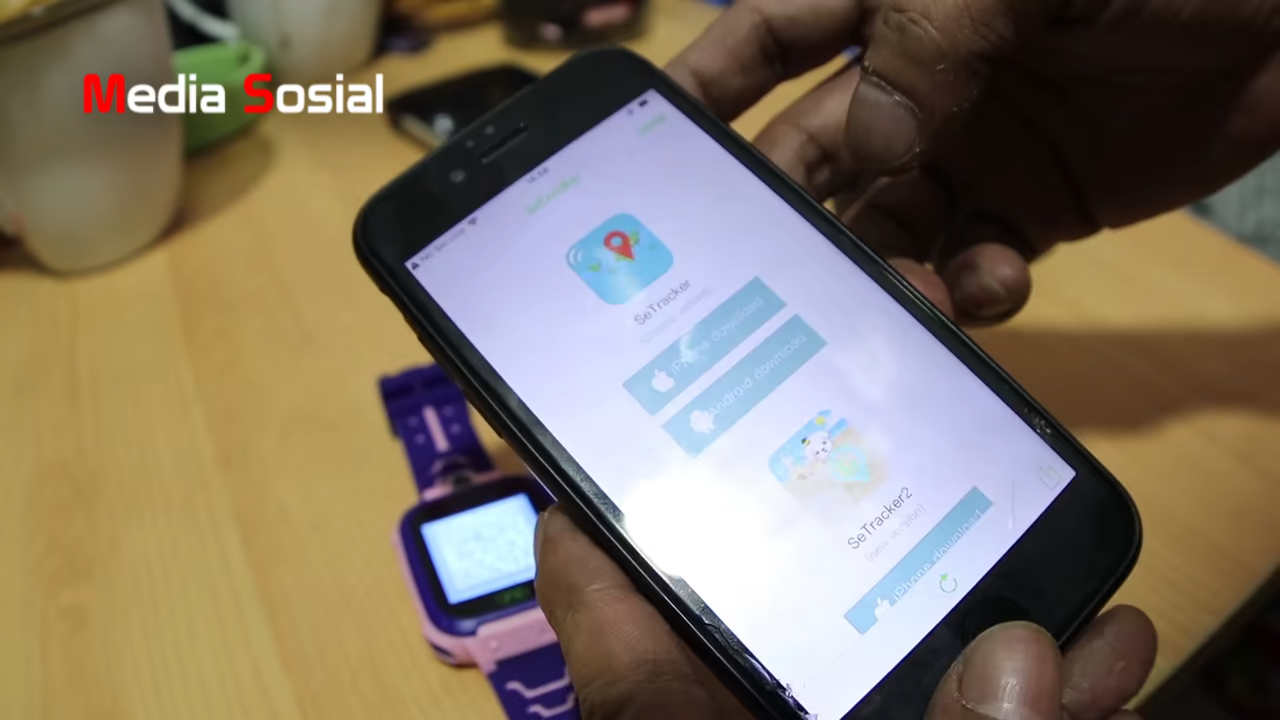 Media Sosial
SeTracker
iPhone download
Android download
SeTracker2
(new version)
iPhone download